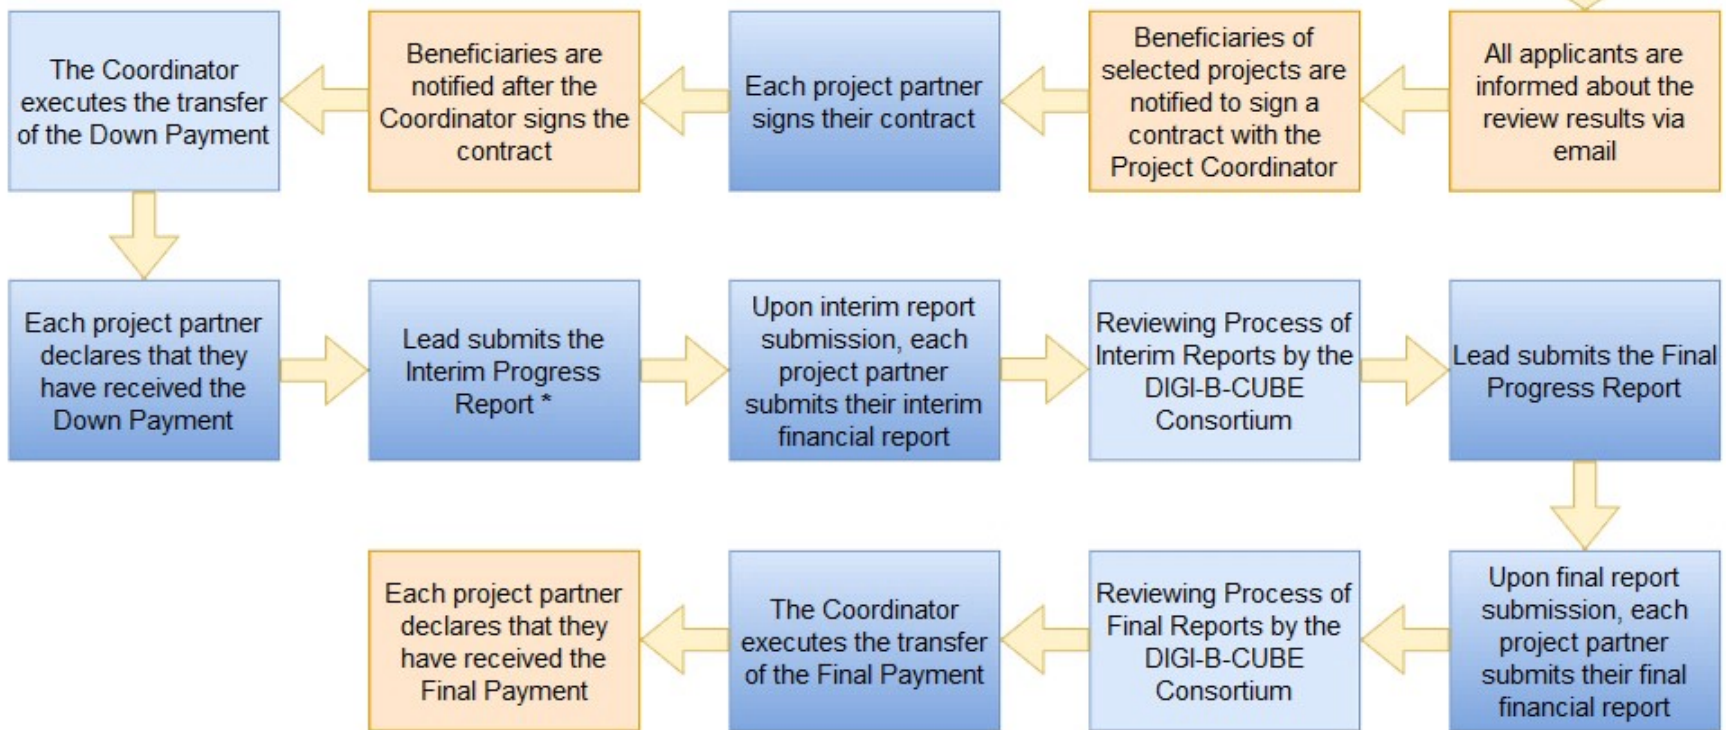 The Coordinator
executes the transfer
of the Down Payment
Beneficiaries are
notified after the
Coordinator signs the
contract
Each project partner
signs their contract
Beneficiaries of
selected projects are
notified to sign a
contract with the
Project Coordinator
All applicants are
informed about the
review results via
email
Each project partner
declares that they
have received the
Down Payment
Lead submits the
Interim Progress
Report *
Upon interim report
submission, each
project partner
submits their interim
financial report
Reviewing Process of
Interim Reports by the
DIGI-B-CUBE
Consortium
Lead submits the Final
Progress Report
Each project partner
declares that they
have received the
Final Payment
The Coordinator
executes the transfer
of the Final Payment
Reviewing Process of
Final Reports by the
DIGI-B-CUBE
Consortium
Upon final report
submission, each
project partner
submits their final
financial report